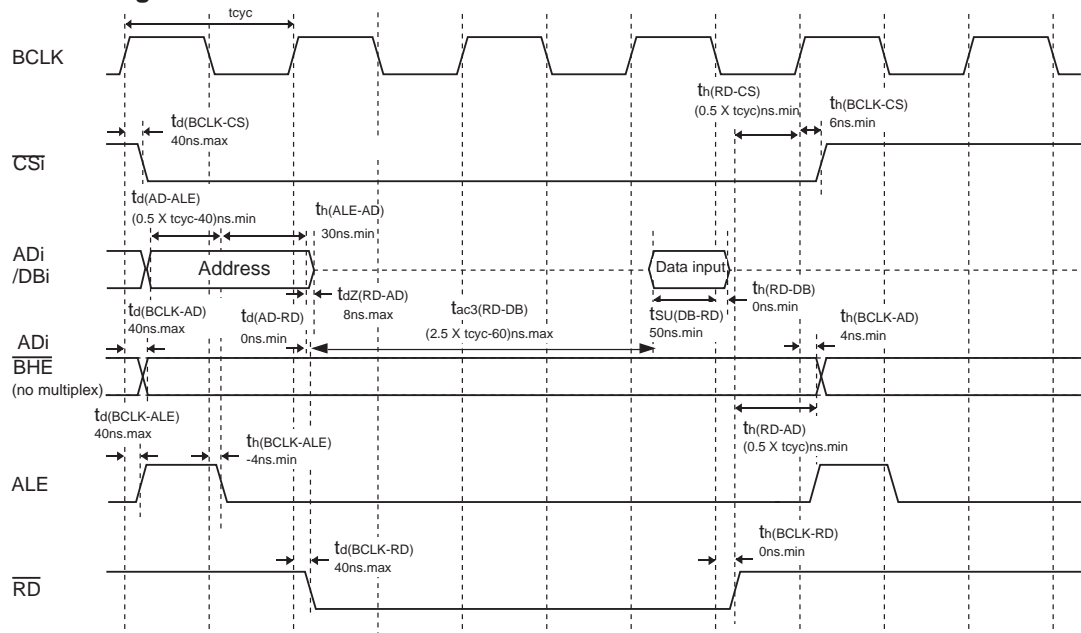 tcyc
BCLK
td(BCLK-CS)
40ns.max
th(RD-CS)
(0.5 X tcyc)ns.min
th(BCLK-CS)
6ns.min
CSi
td(AD-ALE)
(0.5 X tcyc-40)ns.min
th(ALE-AD)
30ns.min
ADi
/DBi
Address
Data input
td(BCLK-AD)
40ns.max
td(AD-RD)
0ns.min
tdZ(RD-AD)
8ns.max
tac3(RD-DB)
(2.5 X tcyc-60)ns.max
tSU(DB-RD)
50ns.min
th(RD-DB)
0ns.min
th(BCLK-AD)
4ns.min
ADi
BHE
(no multiplex)
td(BCLK-ALE)
40ns.max
th(BCLK-ALE)
-4ns.min
th(RD-AD)
(0.5 X tcyc)ns.min
ALE
td(BCLK-RD)
40ns.max
th(BCLK-RD)
0ns.min
RD